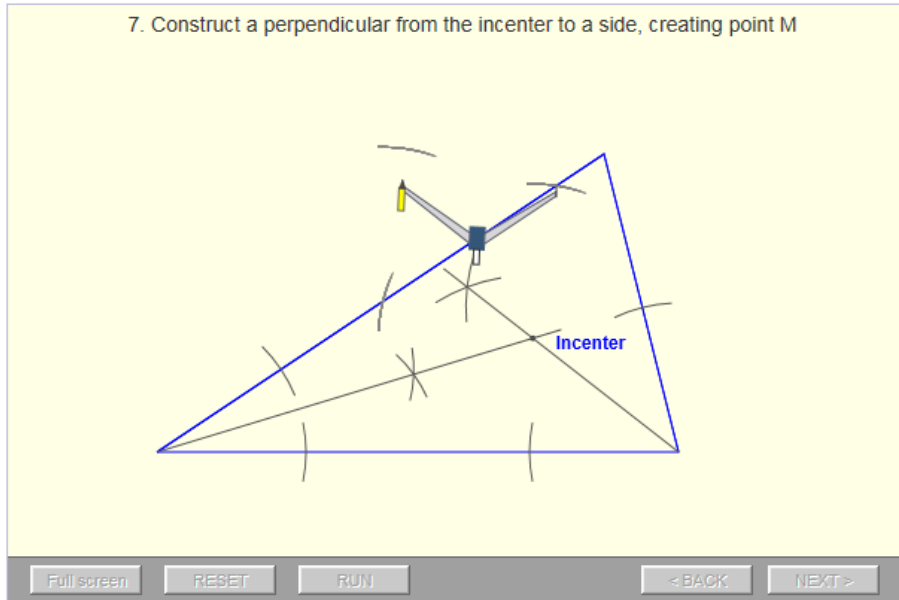 7. Construct a perpendicular from the incenter to a side, creating point M
Incenter
Full screen RESET RUN < BACK NEXT >